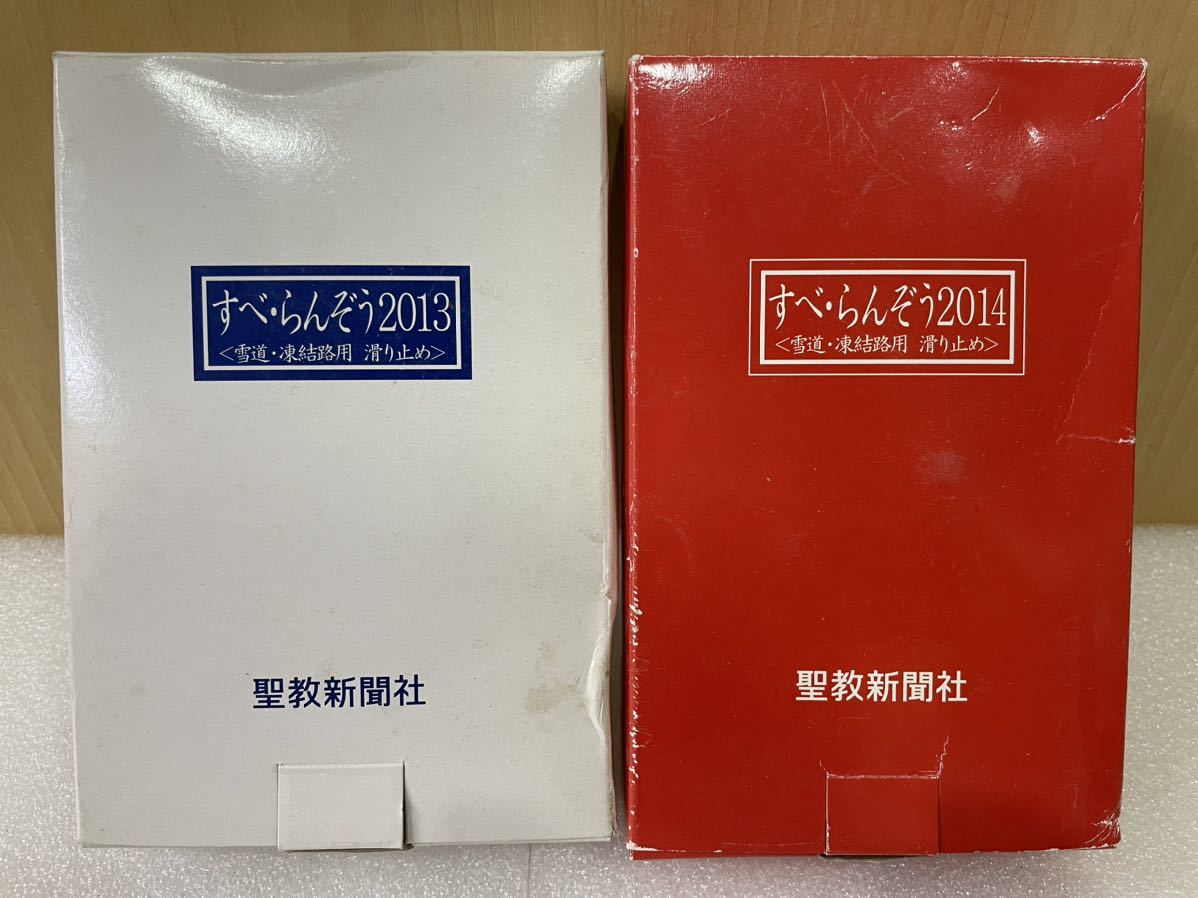 すべ・らんぞう2013
<雪道・凍結路用 滑り止め>
聖教新聞社
すべ・らんぞう2014
<雪道・凍結路用 滑り止め>
聖教新聞社